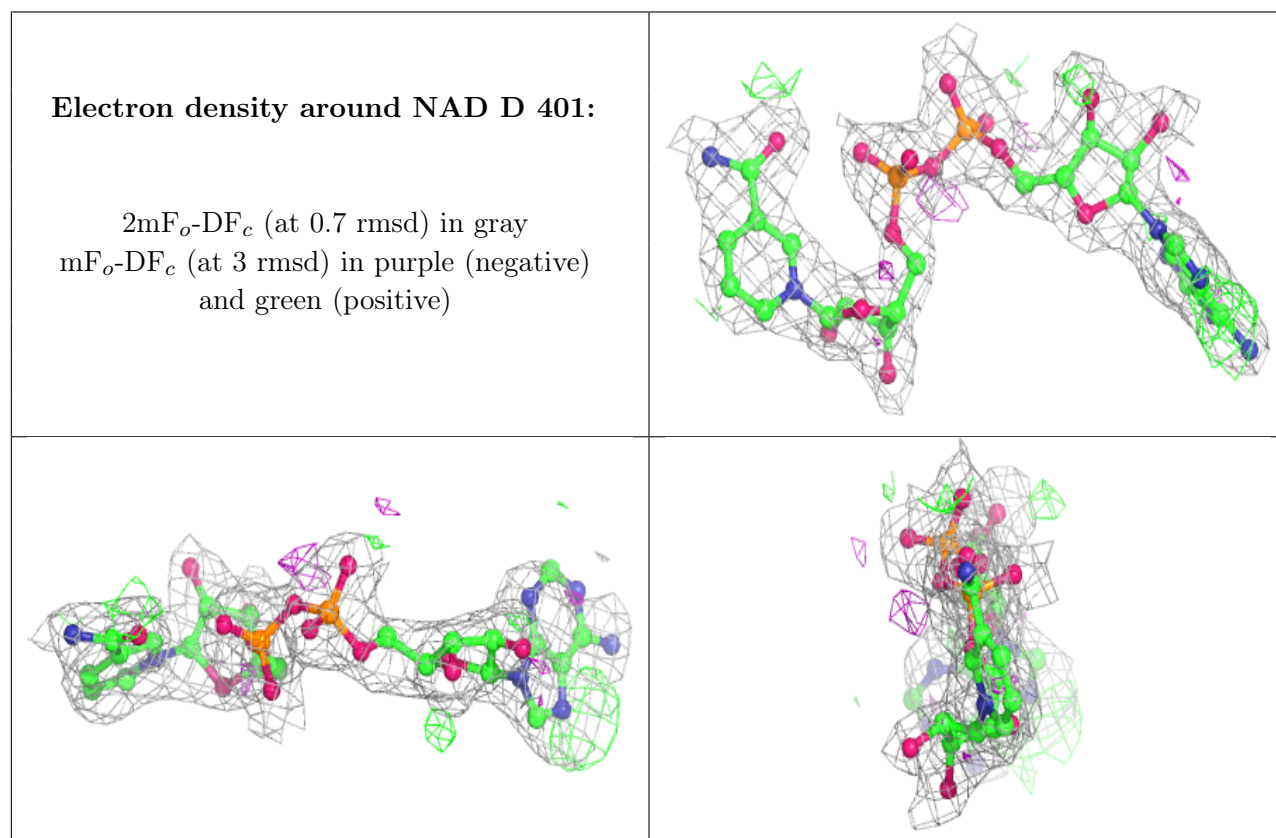 Electron density around NAD D 401:
2mFo-DFc (at 0.7 rmsd) in gray
mFo-DFc (at 3 rmsd) in purple (negative)
and green (positive)